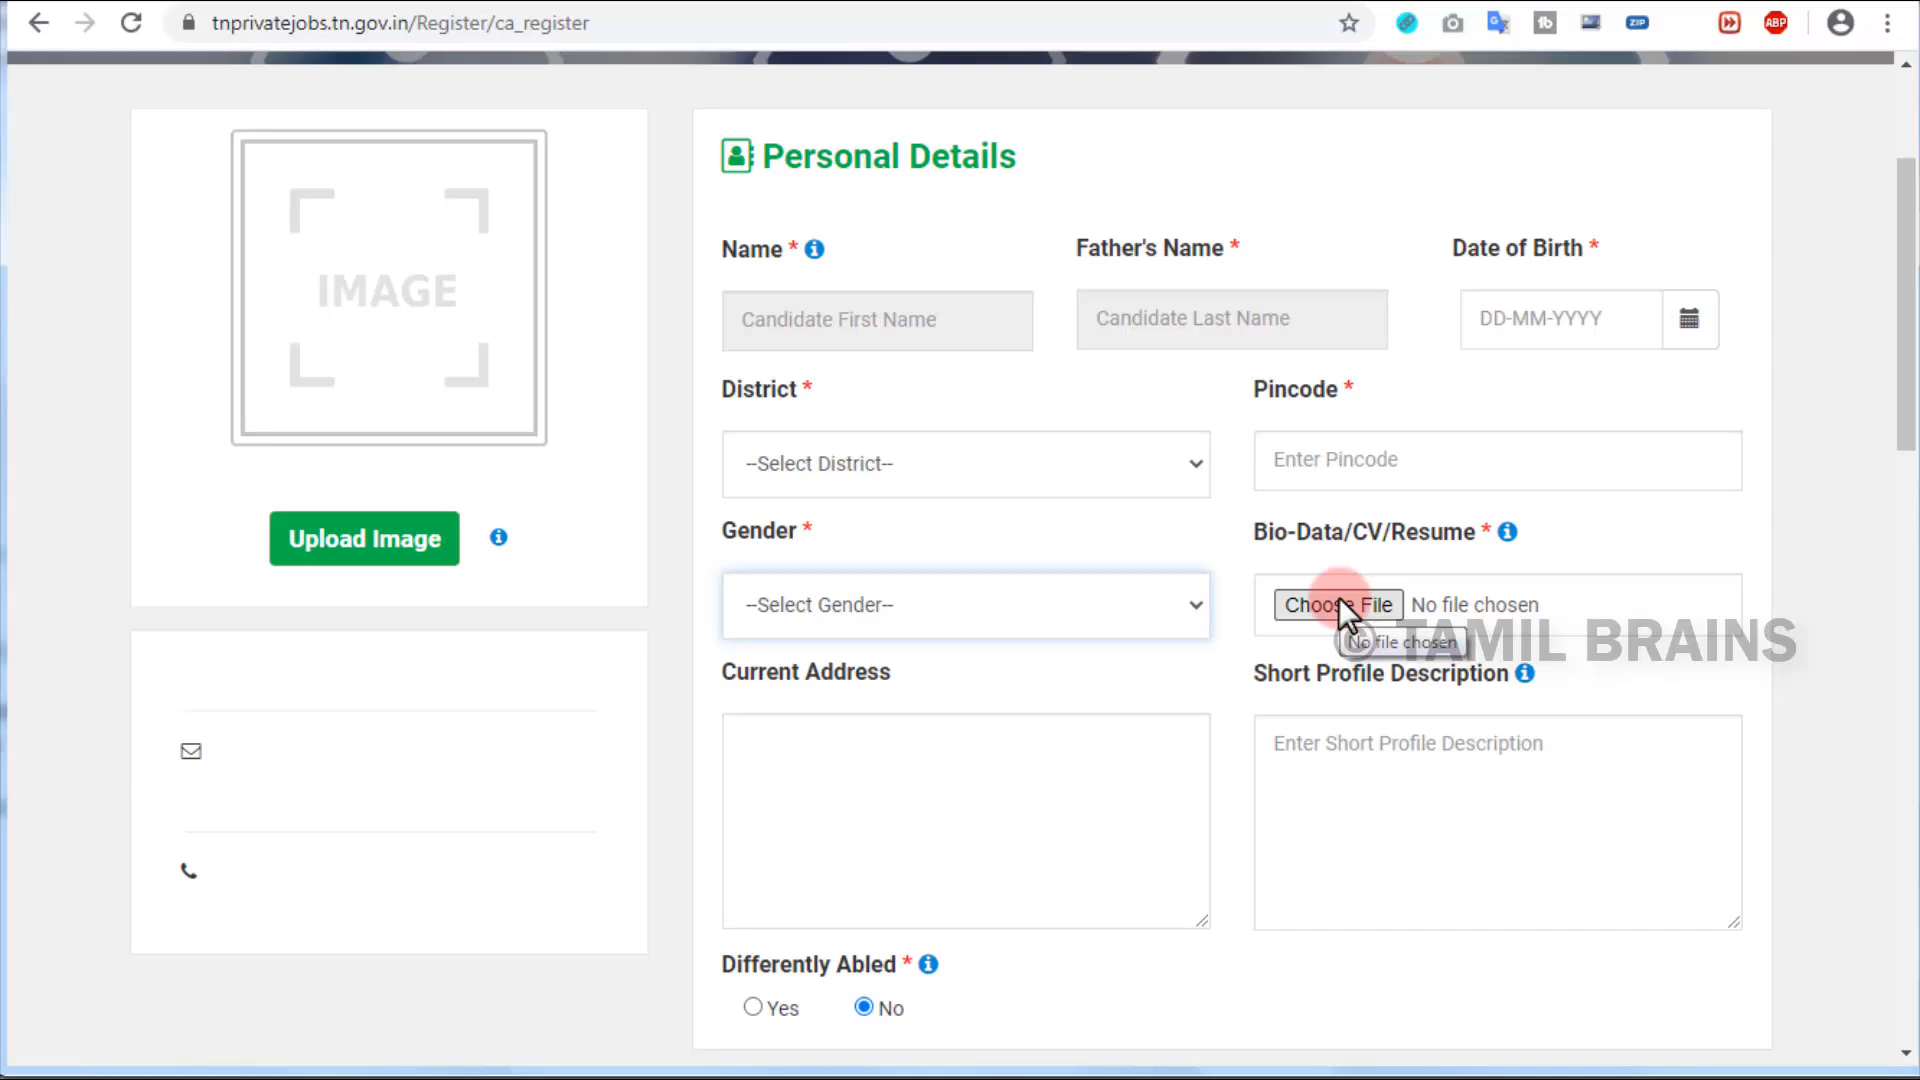 tnprivatejobs.tn.gov.in/Register/ca_register
ZIP
ABP
IMAGE
Upload Image
Personal Details
Name *
Father's Name *
Date of Birth *
Candidate First Name
Candidate Last Name
DD-MM-YYYY
District *
Pincode *
--Select District--
Enter Pincode
Gender *
Bio-Data/CV/Resume *
--Select Gender--
Choose File No file chosen
No file chosen
© TAMIL BRAINS
Current Address
Short Profile Description
Enter Short Profile Description
Differently Abled *
Yes
No